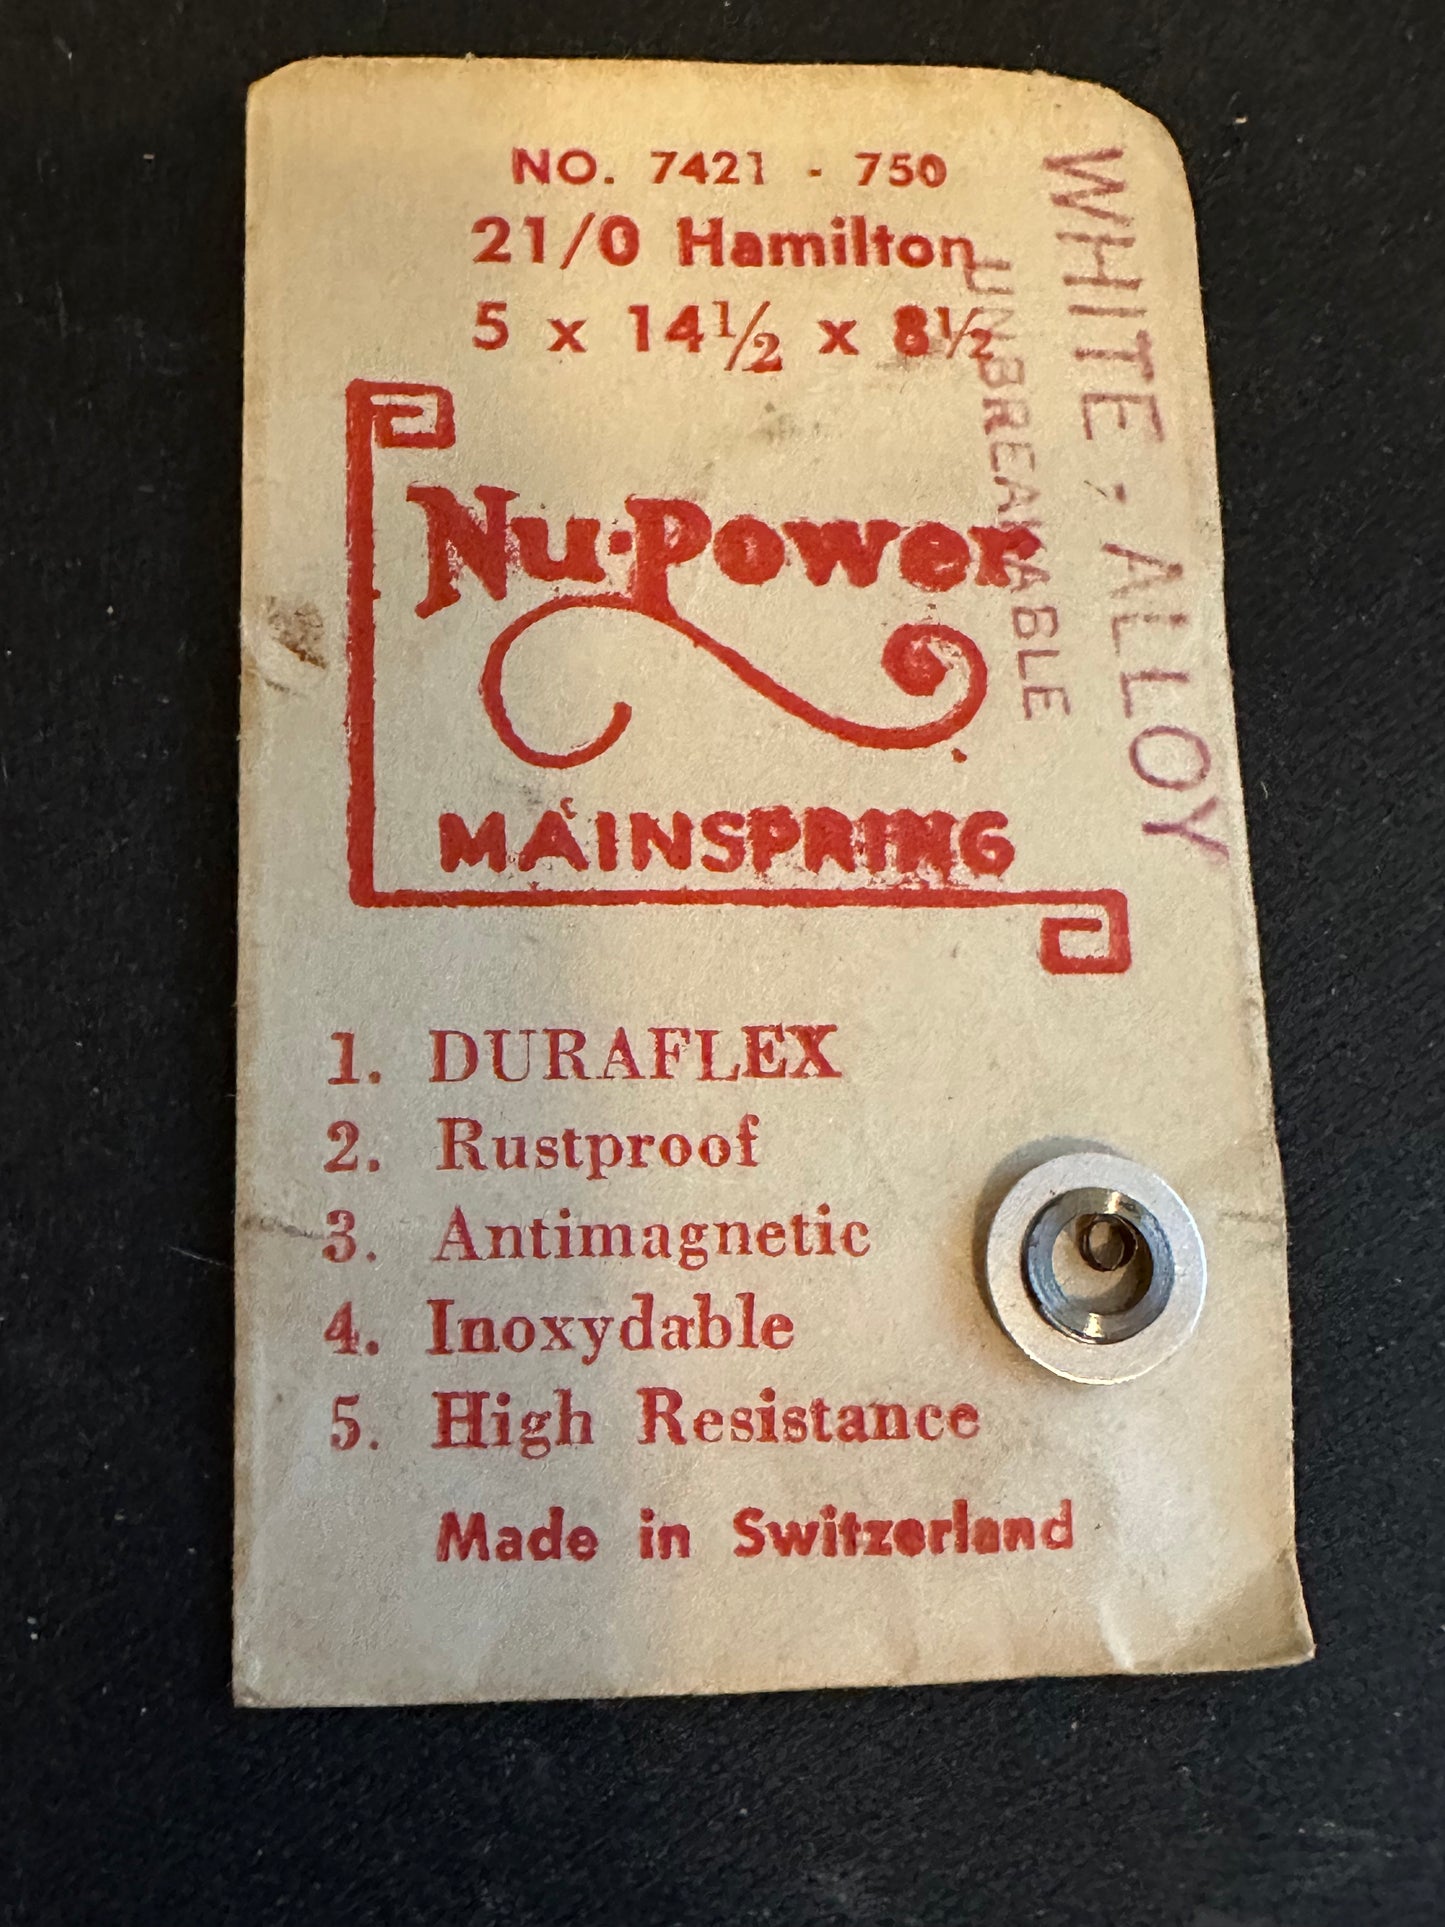 NO. 7421 - 750
21/0 Hamilton
5 x 14½ x 8½
WHITE - ALLOY
UNBREAKABLE
Nu-Power
MAINSPRING
1. DURAFLEX
2. Rustproof
3. Antimagnetic
4. Inoxydable
5. High Resistance
Made in Switzerland